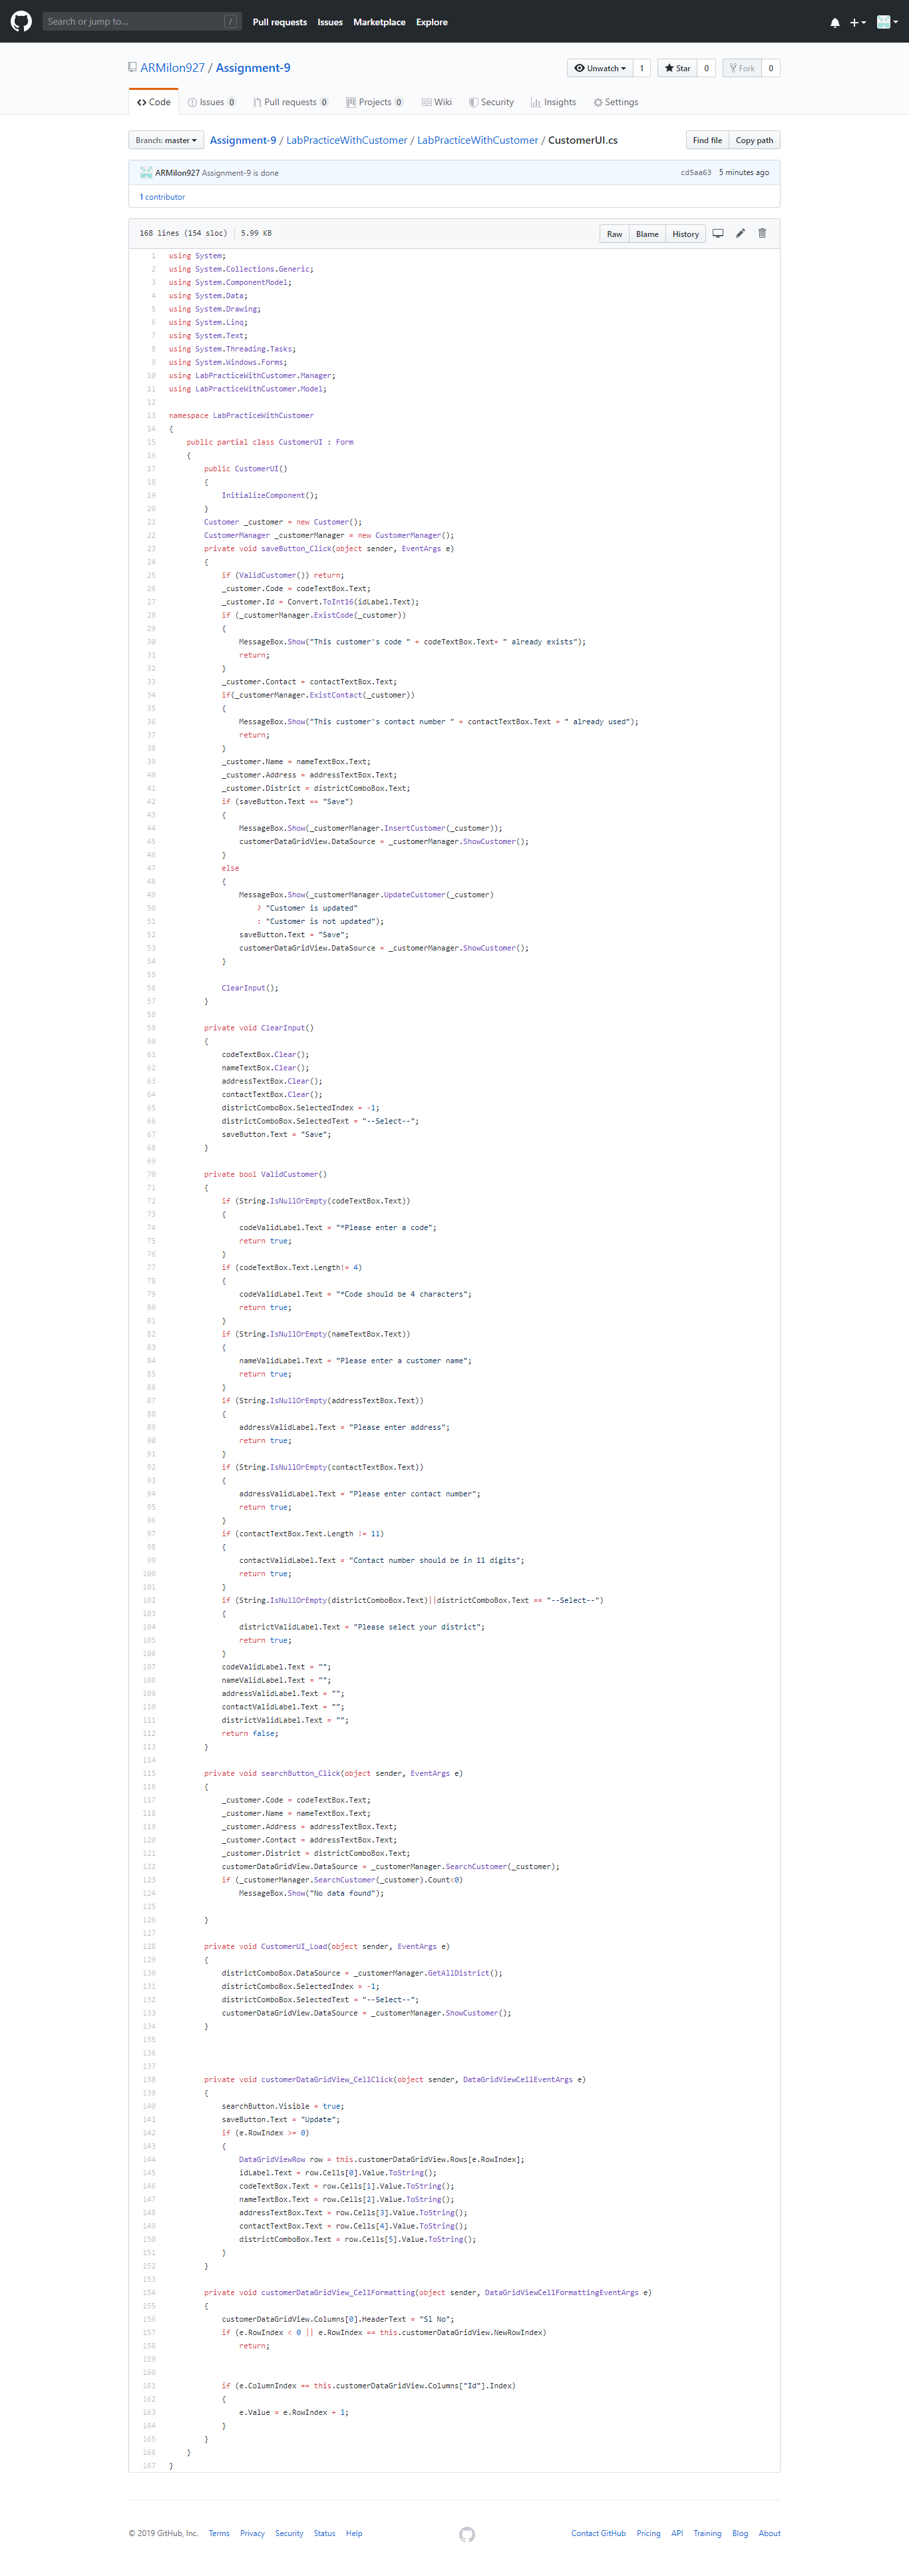 Search or jump to... /
Pull requests Issues Marketplace Explore
ARMilon927 / Assignment-9
Unwatch 1 Star 0 Fork 0
Code Issues 0 Pull requests 0 Projects 0 Wiki Security Insights Settings
Branch: master Assignment-9 / LabPracticeWithCustomer / LabPracticeWithCustomer / CustomerUI.cs Find file Copy path
ARMilon927 Assignment-9 is done cd5aa63 5 minutes ago
1 contributor
168 lines (154 sloc) 5.99 KB Raw Blame History
1 using System;
2 using System.Collections.Generic;
3 using System.ComponentModel;
4 using System.Data;
5 using System.Drawing;
6 using System.Linq;
7 using System.Text;
8 using System.Threading.Tasks;
9 using System.Windows.Forms;
10 using LabPracticeWithCustomer.Manager;
11 using LabPracticeWithCustomer.Model;
12
13 namespace LabPracticeWithCustomer
14 {
15 public partial class CustomerUI : Form
16 {
17 public CustomerUI()
18 {
19 InitializeComponent();
20 }
21 Customer _customer = new Customer();
22 CustomerManager _customerManager = new CustomerManager();
23 private void saveButton_Click(object sender, EventArgs e)
24 {
25 if (ValidCustomer()) return;
26 _customer.Code = codeTextBox.Text;
27 _customer.Id = Convert.ToInt16(idLabel.Text);
28 if (_customerManager.ExistCode(_customer))
29 {
30 MessageBox.Show("This customer's code " + codeTextBox.Text+ " already exists");
31 return;
32 }
33 _customer.Contact = contactTextBox.Text;
34 if(_customerManager.ExistContact(_customer))
35 {
36 MessageBox.Show("This customer's contact number " + contactTextBox.Text + " already used");
37 return;
38 }
39 _customer.Name = nameTextBox.Text;
40 _customer.Address = addressTextBox.Text;
41 _customer.District = districtComboBox.Text;
42 if (saveButton.Text == "Save")
43 {
44 MessageBox.Show(_customerManager.InsertCustomer(_customer));
45 customerDataGridView.DataSource = _customerManager.ShowCustomer();
46 }
47 else
48 {
49 MessageBox.Show(_customerManager.UpdateCustomer(_customer)
50 ? "Customer is updated"
51 : "Customer is not updated");
52 saveButton.Text = "Save";
53 customerDataGridView.DataSource = _customerManager.ShowCustomer();
54 }
55
56 ClearInput();
57 }
58
59 private void ClearInput()
60 {
61 codeTextBox.Clear();
62 nameTextBox.Clear();
63 addressTextBox.Clear();
64 contactTextBox.Clear();
65 districtComboBox.SelectedIndex = -1;
66 districtComboBox.SelectedText = "--Select--";
67 saveButton.Text = "Save";
68 }
69
70 private bool ValidCustomer()
71 {
72 if (String.IsNullOrEmpty(codeTextBox.Text))
73 {
74 codeValidLabel.Text = "*Please enter a code";
75 return true;
76 }
77 if (codeTextBox.Text.Length!= 4)
78 {
79 codeValidLabel.Text = "*Code should be 4 characters";
80 return true;
81 }
82 if (String.IsNullOrEmpty(nameTextBox.Text))
83 {
84 nameValidLabel.Text = "Please enter a customer name";
85 return true;
86 }
87 if (String.IsNullOrEmpty(addressTextBox.Text))
88 {
89 addressValidLabel.Text = "Please enter address";
90 return true;
91 }
92 if (String.IsNullOrEmpty(contactTextBox.Text))
93 {
94 addressValidLabel.Text = "Please enter contact number";
95 return true;
96 }
97 if (contactTextBox.Text.Length != 11)
98 {
99 contactValidLabel.Text = "Contact number should be in 11 digits";
100 return true;
101 }
102 if (String.IsNullOrEmpty(districtComboBox.Text)||districtComboBox.Text == "--Select--")
103 {
104 districtValidLabel.Text = "Please select your district";
105 return true;
106 }
107 codeValidLabel.Text = "";
108 nameValidLabel.Text = "";
109 addressValidLabel.Text = "";
110 contactValidLabel.Text = "";
111 districtValidLabel.Text = "";
112 return false;
113 }
114
115 private void searchButton_Click(object sender, EventArgs e)
116 {
117 _customer.Code = codeTextBox.Text;
118 _customer.Name = nameTextBox.Text;
119 _customer.Address = addressTextBox.Text;
120 _customer.Contact = addressTextBox.Text;
121 _customer.District = districtComboBox.Text;
122 customerDataGridView.DataSource = _customerManager.SearchCustomer(_customer);
123 if (_customerManager.SearchCustomer(_customer).Count<0)
124 MessageBox.Show("No data found");
125
126 }
127
128 private void CustomerUI_Load(object sender, EventArgs e)
129 {
130 districtComboBox.DataSource = _customerManager.GetAllDistrict();
131 districtComboBox.SelectedIndex = -1;
132 districtComboBox.SelectedText = "--Select--";
133 customerDataGridView.DataSource = _customerManager.ShowCustomer();
134 }
135
136
137
138 private void customerDataGridView_CellClick(object sender, DataGridViewCellEventArgs e)
139 {
140 searchButton.Visible = true;
141 saveButton.Text = "Update";
142 if (e.RowIndex >= 0)
143 {
144 DataGridViewRow row = this.customerDataGridView.Rows[e.RowIndex];
145 idLabel.Text = row.Cells[0].Value.ToString();
146 codeTextBox.Text = row.Cells[1].Value.ToString();
147 nameTextBox.Text = row.Cells[2].Value.ToString();
148 addressTextBox.Text = row.Cells[3].Value.ToString();
149 contactTextBox.Text = row.Cells[4].Value.ToString();
150 districtComboBox.Text = row.Cells[5].Value.ToString();
151 }
152 }
153
154 private void customerDataGridView_CellFormatting(object sender, DataGridViewCellFormattingEventArgs e)
155 {
156 customerDataGridView.Columns[0].HeaderText = "Sl No";
157 if (e.RowIndex < 0 || e.RowIndex == this.customerDataGridView.NewRowIndex)
158 return;
159
160
161 if (e.ColumnIndex == this.customerDataGridView.Columns["Id"].Index)
162 {
163 e.Value = e.RowIndex + 1;
164 }
165 }
166 }
167 }
© 2019 GitHub, Inc. Terms Privacy Security Status Help Contact GitHub Pricing API Training Blog About